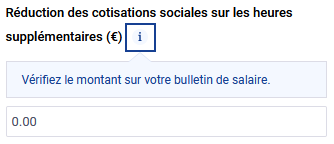 Réduction des cotisations sociales sur les heures
supplémentaires (€) i
Vérifiez le montant sur votre bulletin de salaire.
0.00